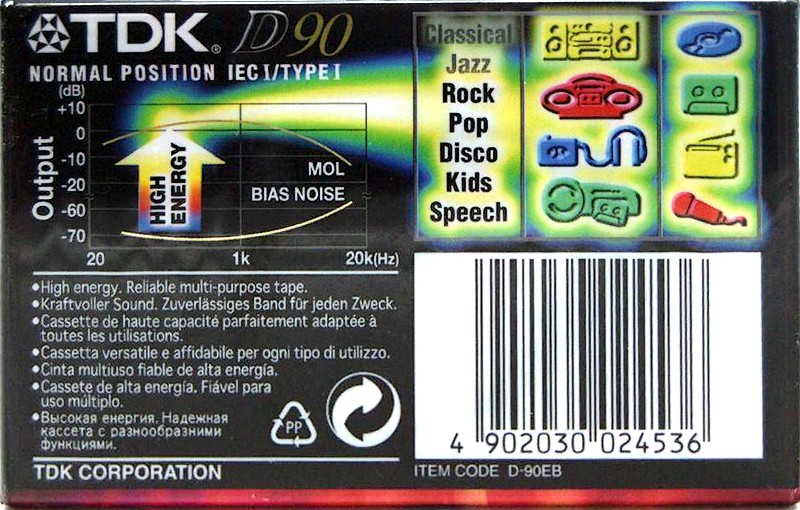 TDK® D90
NORMAL POSITION IEC I/TYPE I
(dB)
+10
0
-10
-20
-60
-70
Output
HIGH ENERGY
MOL
BIAS NOISE
20 1k 20k(Hz)
Classical
Jazz
Rock
Pop
Disco
Kids
Speech
•High energy. Reliable multi-purpose tape.
•Kraftvoller Sound. Zuverlässiges Band für jeden Zweck.
•Cassette de haute capacité parfaitement adaptée à
toutes les utilisations.
•Cassetta versatile e affidabile per ogni tipo di utilizzo.
•Cinta multiuso fiable de alta energía.
•Cassete de alta energía. Fiável para
uso múltiplo.
•Высокая енергия. Надежная
кассета с разнообразними
функциями.
PP
TDK CORPORATION
4 902030 024536
ITEM CODE D-90EB